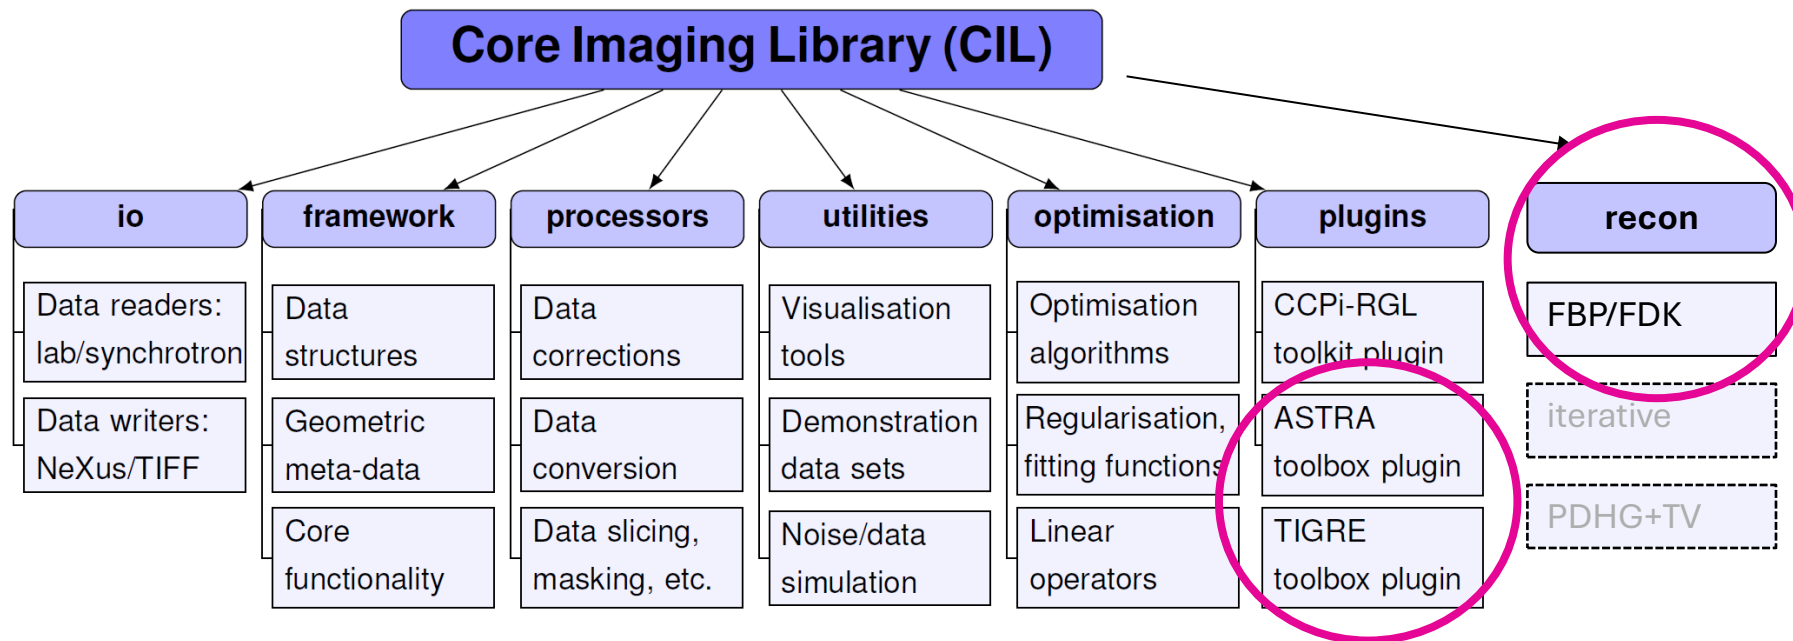 Core Imaging Library (CIL)
io
Data readers:
lab/synchrotron
Data writers:
NeXus/TIFF
framework
Data
structures
Geometric
meta-data
Core
functionality
processors
Data
corrections
Data
conversion
Data slicing,
masking, etc.
utilities
Visualisation
tools
Demonstration
data sets
Noise/data
simulation
optimisation
Optimisation
algorithms
Regularisation,
fitting functions
Linear
operators
plugins
CCPi-RGL
toolkit plugin
ASTRA
toolbox plugin
TIGRE
toolbox plugin
recon
FBP/FDK
iterative
PDHG+TV